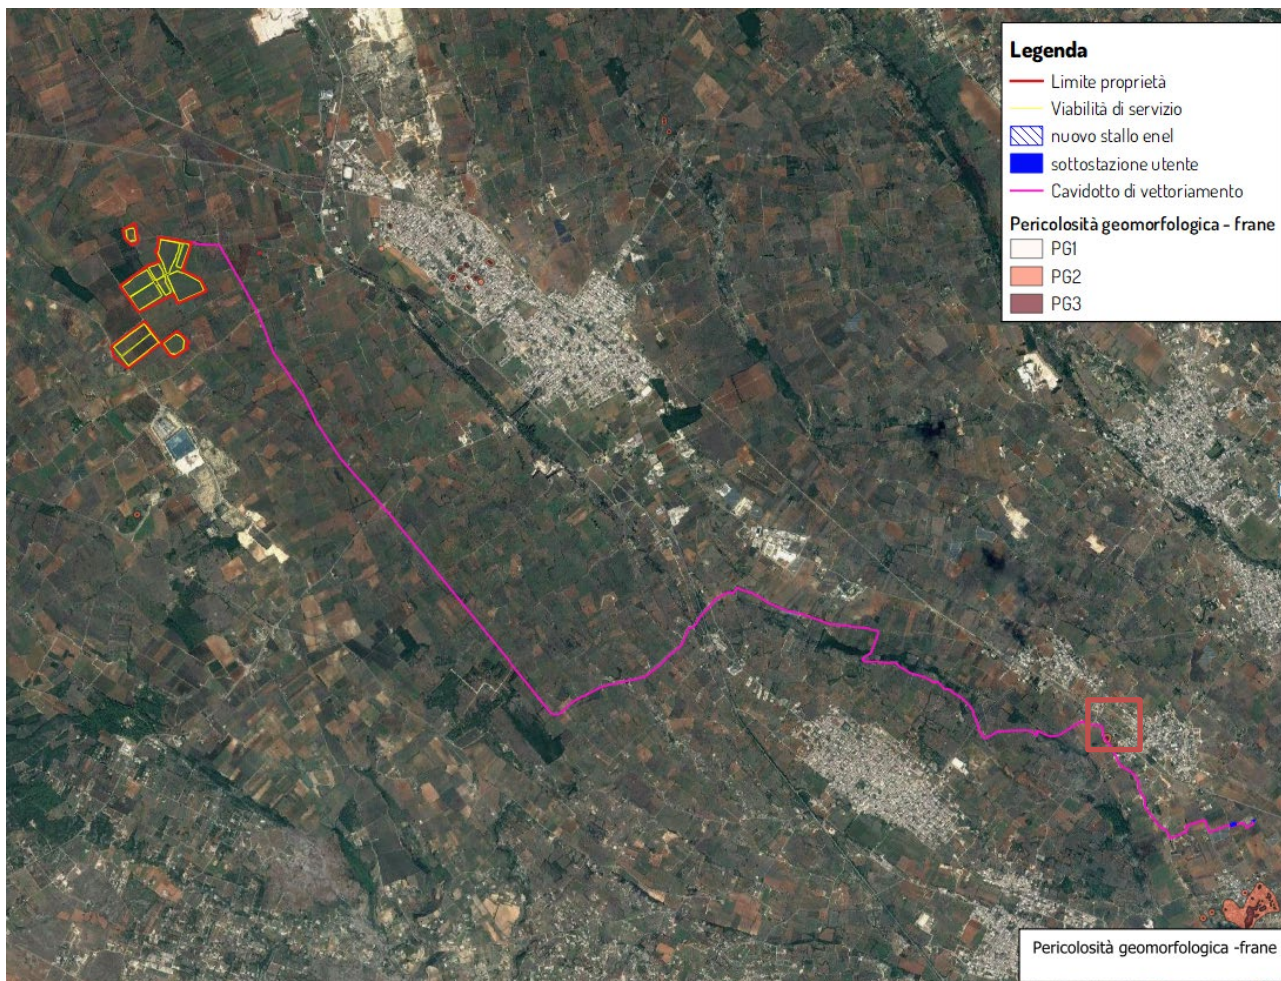 Legenda
Limite proprietà
Viabilità di servizio
nuovo stallo enel
sottostazione utente
Cavidotto di vettoriamento
Pericolosità geomorfologica - frane
PG1
PG2
PG3
Pericolosità geomorfologica -frane